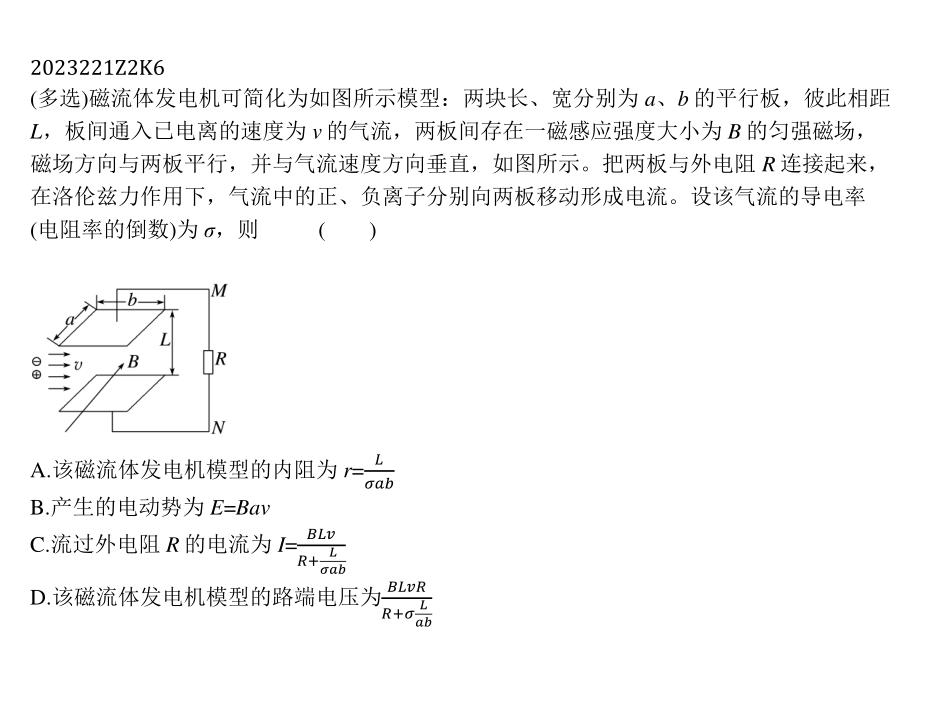 2023221Z2K6
(多选)磁流体发电机可简化为如图所示模型：两块长、宽分别为 a、b 的平行板，彼此相距
L，板间通入已电离的速度为 v 的气流，两板间存在一磁感应强度大小为 B 的匀强磁场，
磁场方向与两板平行，并与气流速度方向垂直，如图所示。把两板与外电阻 R 连接起来，
在洛伦兹力作用下，气流中的正、负离子分别向两板移动形成电流。设该气流的导电率
(电阻率的倒数)为 σ，则 ( )
b
M
a
L
⊖
⊕
v
B
R
N
A.该磁流体发电机模型的内阻为 r=\frac{L}{σab}
B.产生的电动势为 E=Bav
C.流过外电阻 R 的电流为 I=\frac{BLv}{R+\frac{L}{σab}}
D.该磁流体发电机模型的路端电压为\frac{BLvR}{R+σ\frac{L}{ab}}